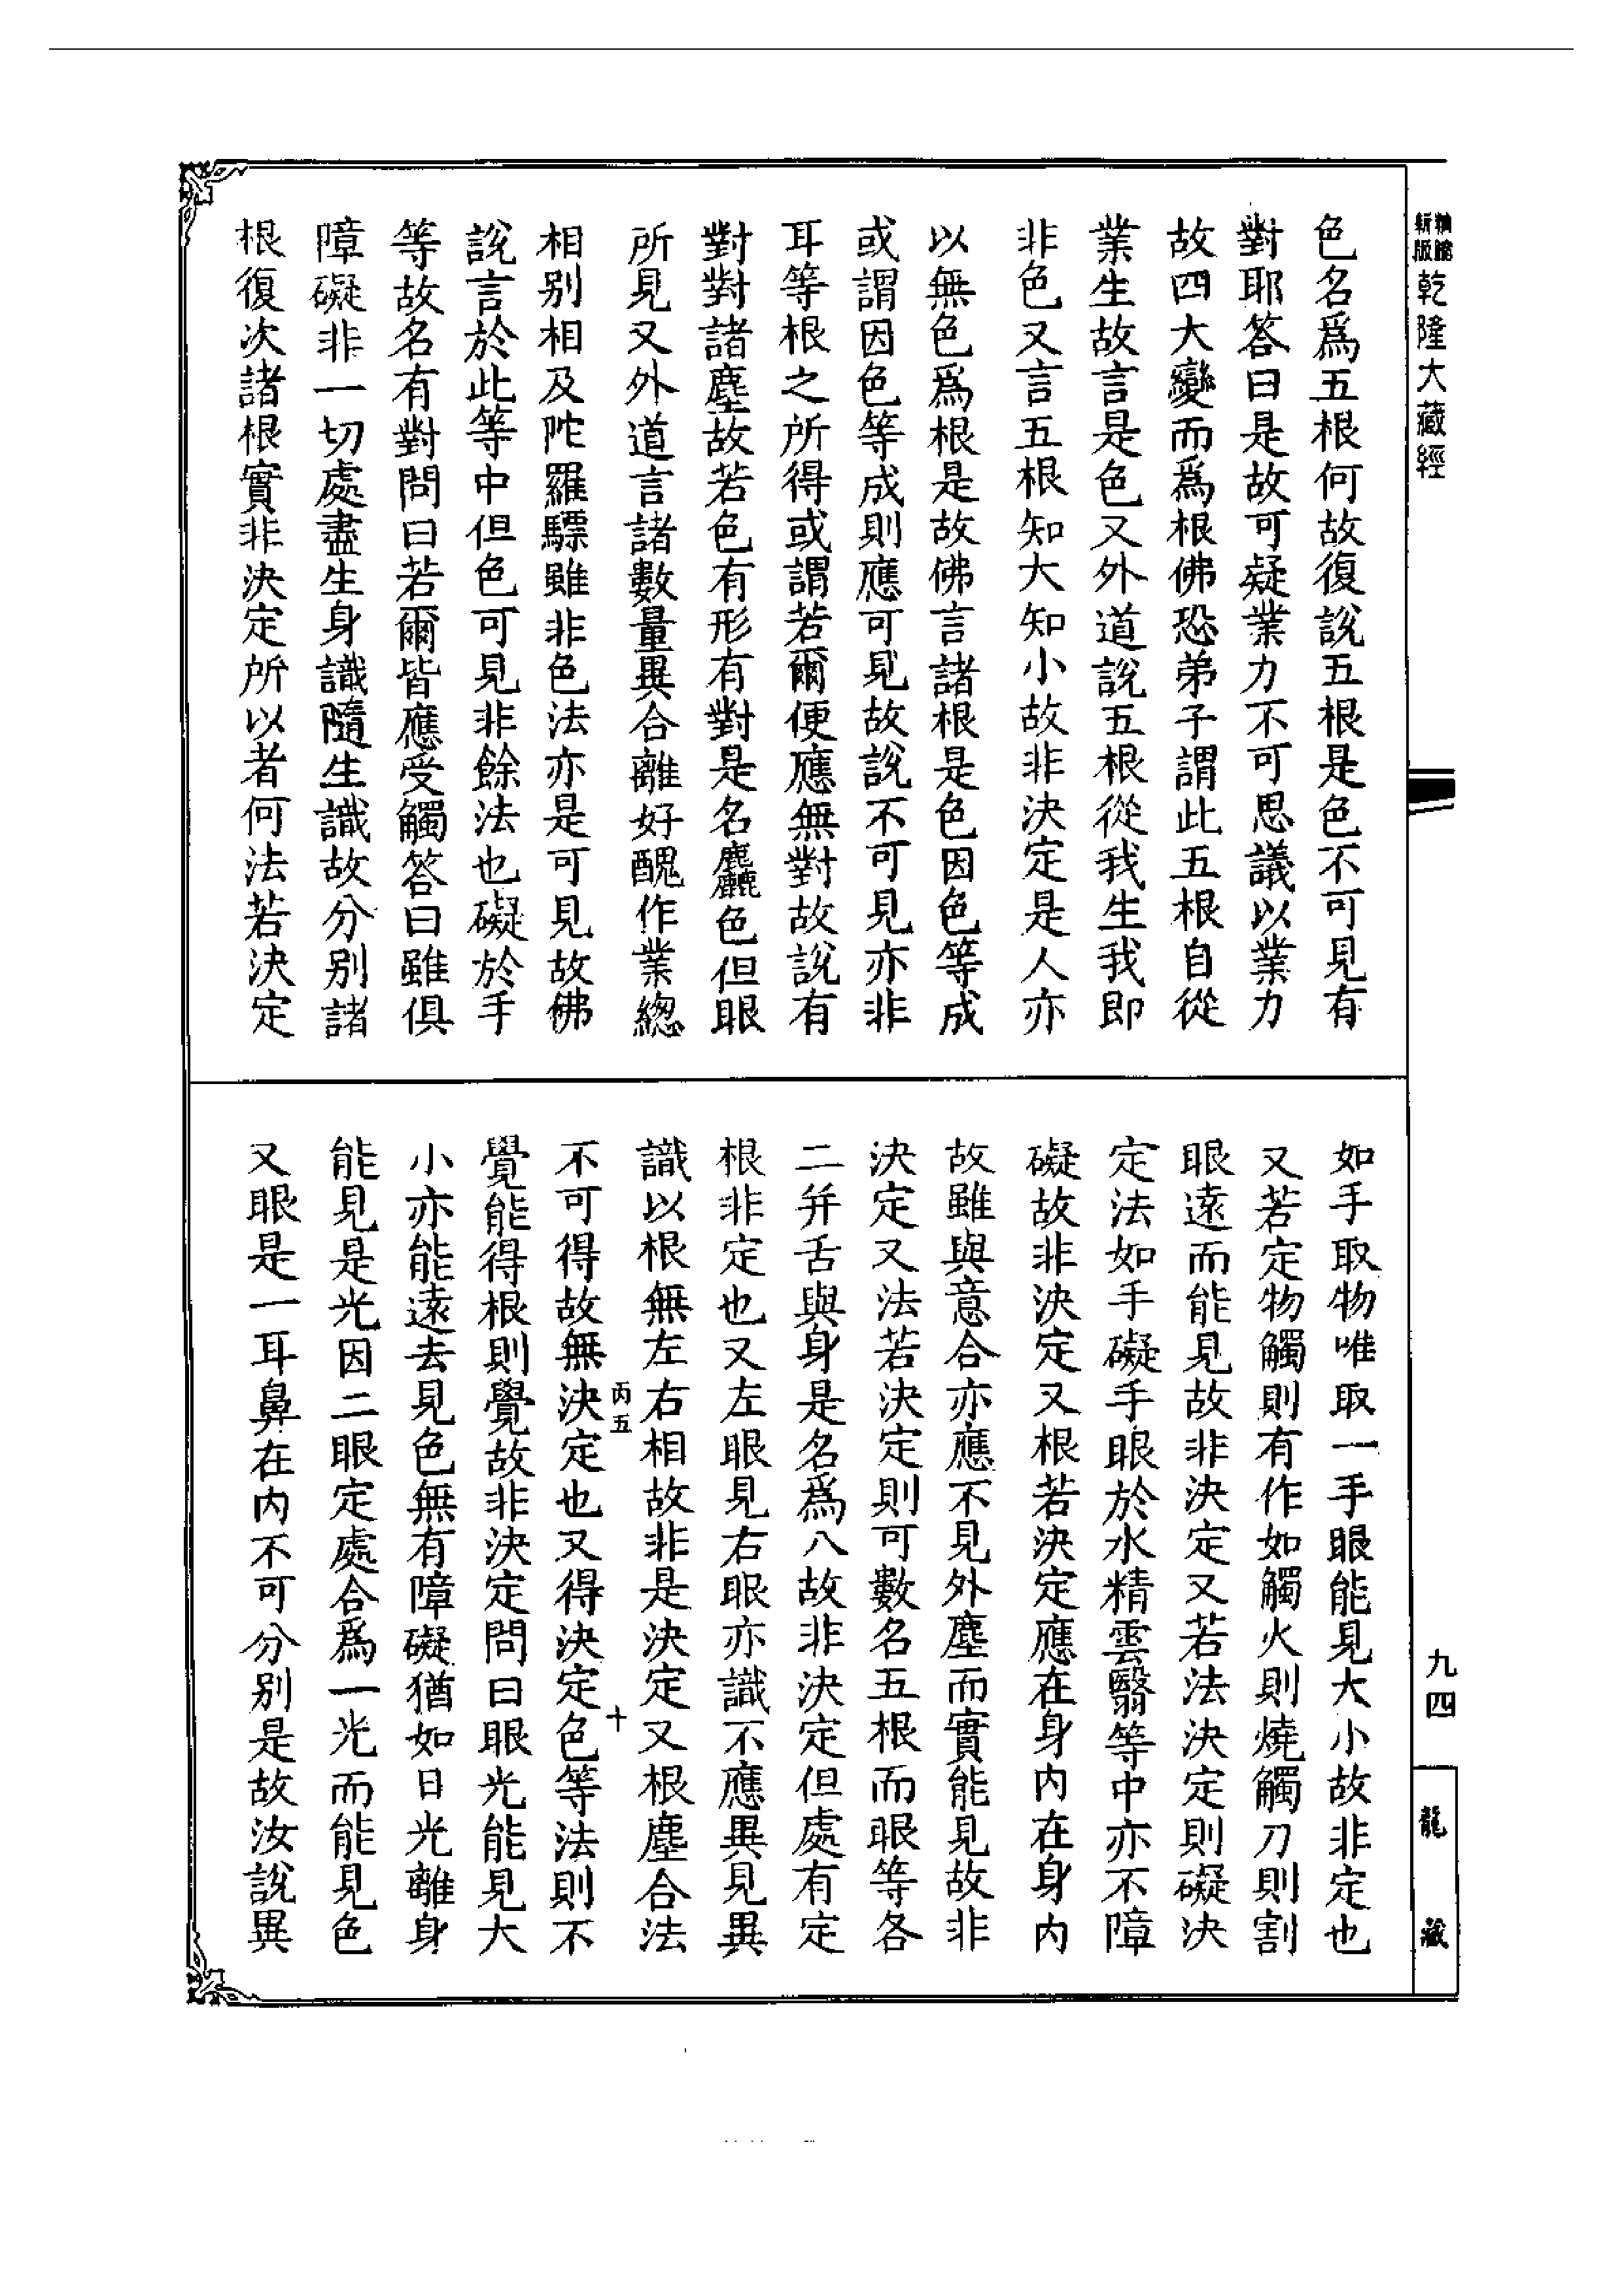 精縮新版乾隆大藏經
色名爲五根何故復說五根是色不可見有
對耶答曰是故可疑業力不可思議以業力
故四大變而爲根佛恐弟子謂此五根自從
業生故言是色又外道說五根從我生我即
非色又言五根知大知小故非決定是人亦
以無色爲根是故佛言諸根是色因色等成
或謂因色等成則應可見故說不可見亦非
耳等根之所得或謂若爾便應無對故說有
對對諸塵故若色有形有對是名麤色但眼
所見又外道言諸數量異合離好醜作業總
相別相及陀羅驃雖非色法亦是可見故佛
說言於此等中但色可見非餘法也礙於手
等故名有對問曰若爾皆應受觸答曰雖俱
障礙非一切處盡生身識隨生識故分別諸
根復次諸根實非決定所以者何法若決定
如手取物唯取一手眼能見大小故非定也
又若定物觸則有作如觸火則燒觸刀則割
眼遠而能見故非決定又若法決定則礙決
定法如手礙手眼於水精雲翳等中亦不障
礙故非決定又根若決定應在身內在身內
故雖與意合亦應不見外塵而實能見故非
決定又法若決定則可數名五根而眼等各
二并舌與身是名爲八故非決定但處有定
根非定也又左眼見右眼亦識不應異見異
識以根無左右相故非是決定又根塵合法
丙五 十
不可得故無決定也又得決定色等法則不
覺能得根則覺故非決定問曰眼光能見大
小亦能遠去見色無有障礙猶如日光離身
能見是光因二眼定處合爲一光而能見色
又眼是一耳鼻在內不可分別是故汝說異
九四
龍藏